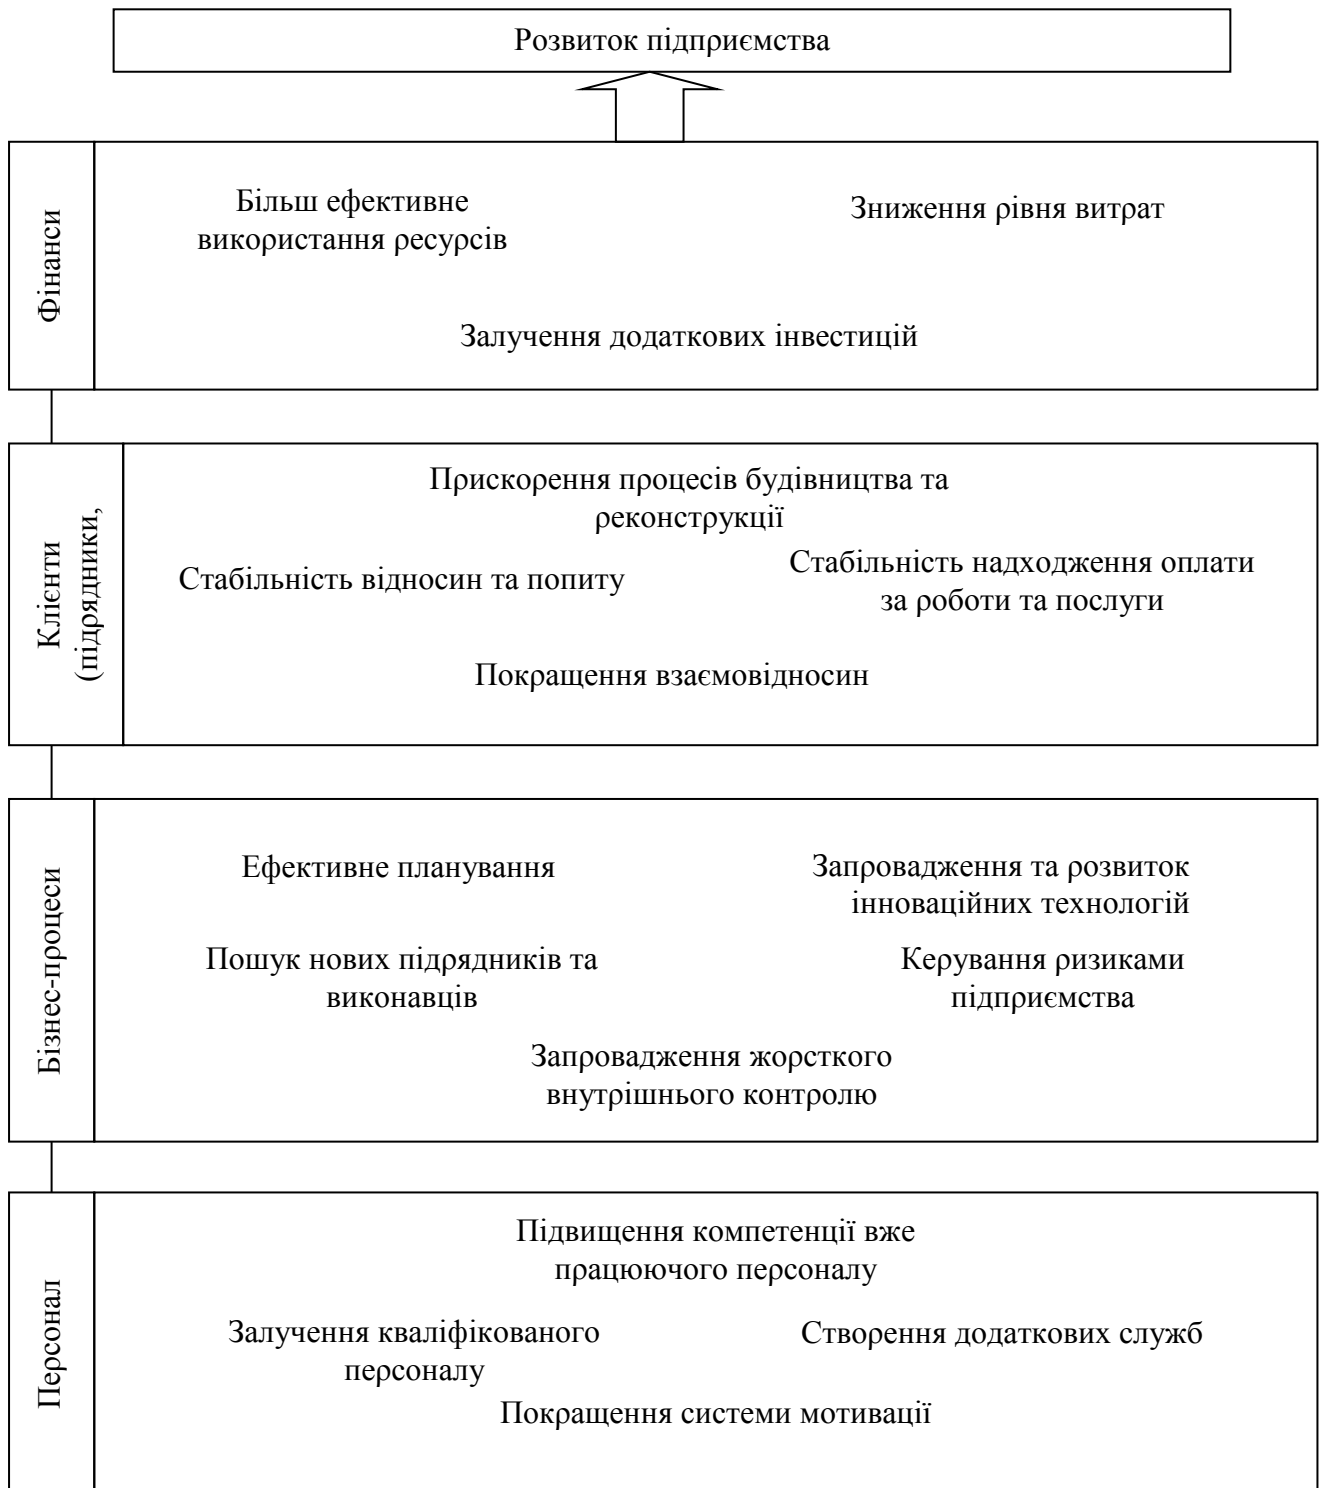 Розвиток підприємства
Фінанси
Більш ефективне
використання ресурсів
Зниження рівня витрат
Залучення додаткових інвестицій
Клієнти
(підрядники,
Прискорення процесів будівництва та
реконструкції
Стабільність відносин та попиту
Стабільність надходження оплати
за роботи та послуги
Покращення взаємовідносин
Бізнес-процеси
Ефективне планування
Запровадження та розвиток
інноваційних технологій
Пошук нових підрядників та
виконавців
Керування ризиками
підприємства
Запровадження жорсткого
внутрішнього контролю
Персонал
Підвищення компетенції вже
працюючого персоналу
Залучення кваліфікованого
персоналу
Створення додаткових служб
Покращення системи мотивації